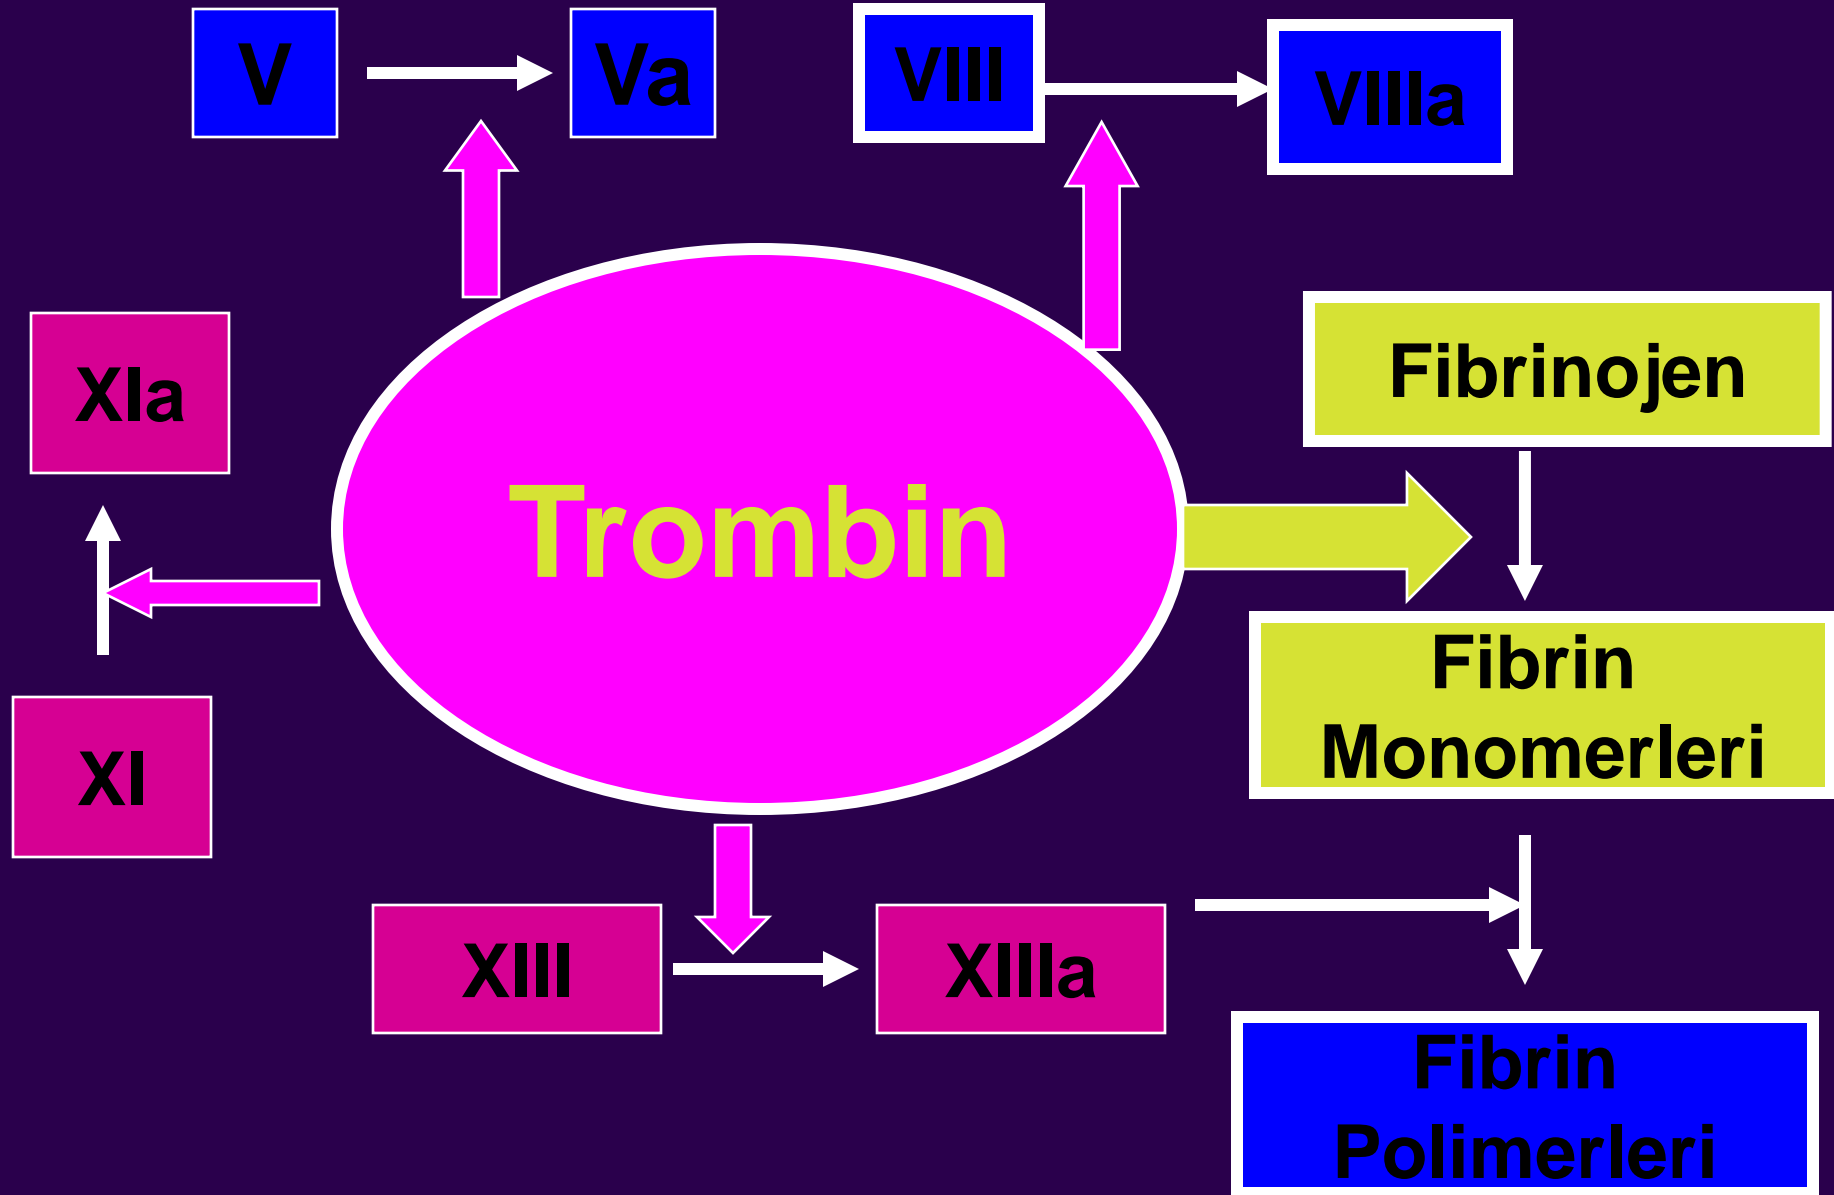 V
Va
VIII
VIIIa
XIa
Fibrinojen
Trombin
Fibrin
Monomerleri
XI
XIII
XIIIa
Fibrin
Polimerleri